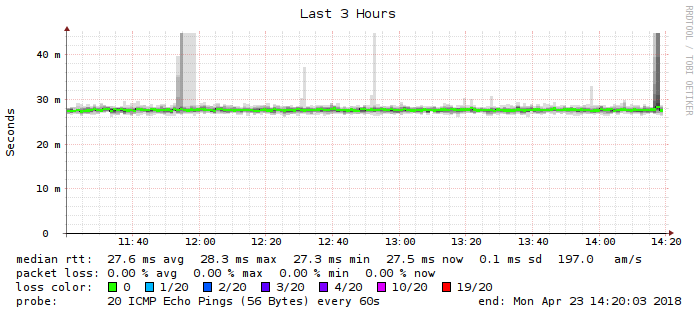 Last 3 Hours
RRDTOOL / TOBI OETIKER
Seconds
40 m
30 m
20 m
10 m
0
11:40 12:00 12:20 12:40 13:00 13:20 13:40 14:00 14:20
median rtt: 27.6 ms avg 28.3 ms max 27.3 ms min 27.5 ms now 0.1 ms sd 197.0 am/s
packet loss: 0.00 % avg 0.00 % max 0.00 % min 0.00 % now
loss color: 0 1/20 2/20 3/20 4/20 10/20 19/20
probe: 20 ICMP Echo Pings (56 Bytes) every 60s end: Mon Apr 23 14:20:03 2018